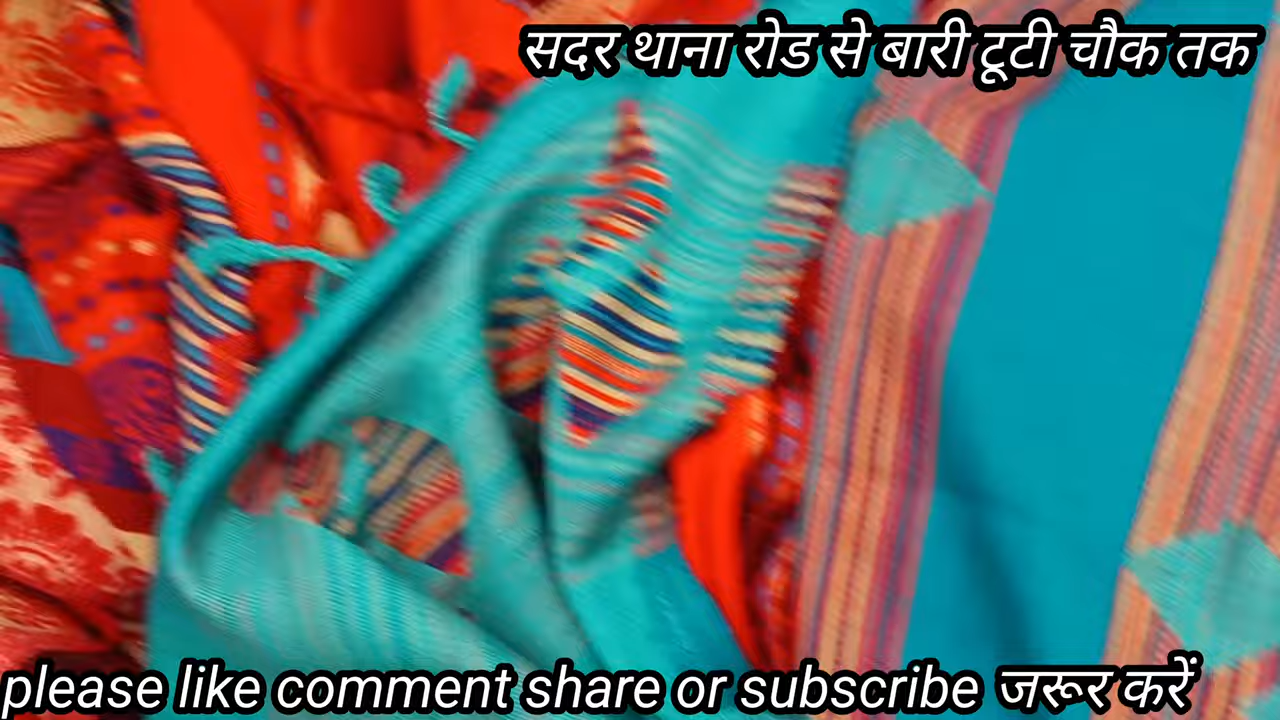 सदर थाना रोड से बारी टूटी चौक तक
please like comment share or subscribe जरूर करें